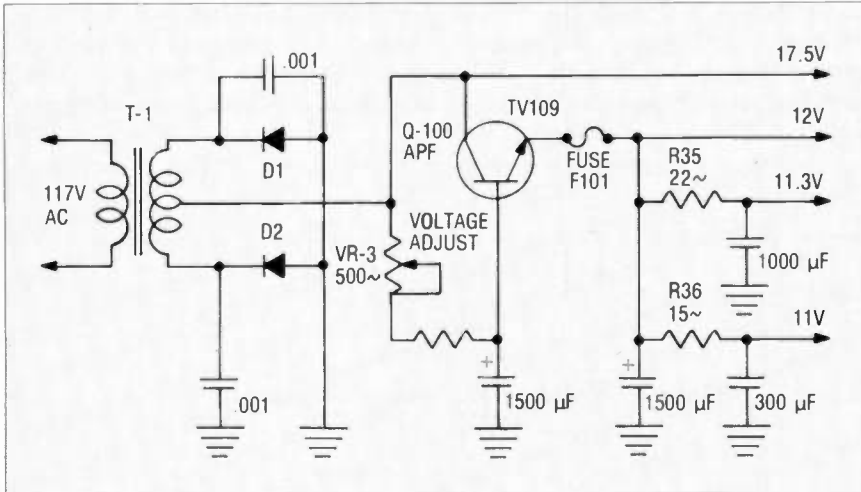 .001
17.5V
T-1
TV109
Q-100
APF
12V
D1
FUSE
F101
R35
22~
11.3V
117V
AC
D2
VOLTAGE
ADJUST
VR-3
500~
1000 µF
R36
15~
11V
+
+
.001
1500 µF
1500 µF
300 µF